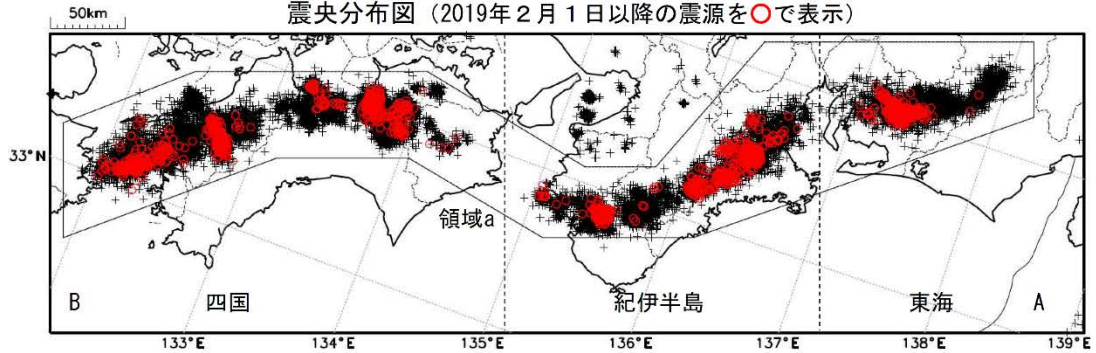 震央分布図（2019年２月１日以降の震源を○で表示）
50km
33°N
領域a
B
四国
紀伊半島
東海
A
133°E
134°E
135°E
136°E
137°E
138°E
139°E